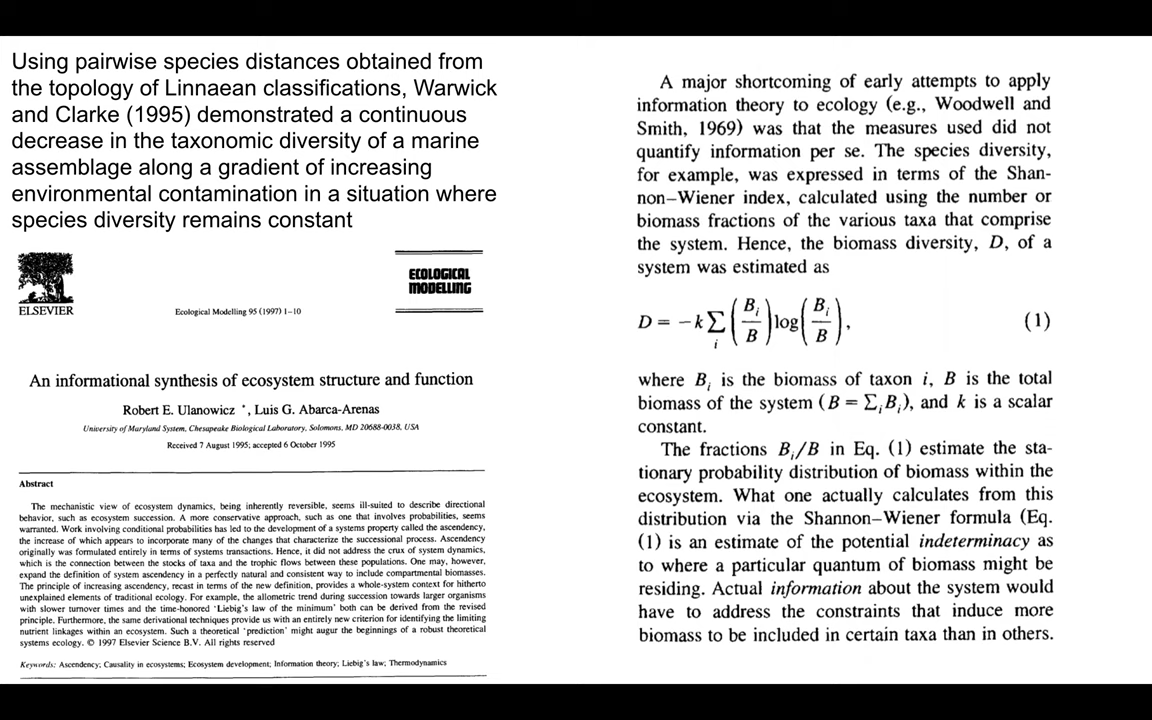 Using pairwise species distances obtained from
the topology of Linnaean classifications, Warwick
and Clarke (1995) demonstrated a continuous
decrease in the taxonomic diversity of a marine
assemblage along a gradient of increasing
environmental contamination in a situation where
species diversity remains constant
ELSEVIER
Ecological Modelling 95 (1997) 1–10
ECOLOGICAL
MODELLING
An informational synthesis of ecosystem structure and function
Robert E. Ulanowicz *, Luis G. Abarca-Arenas
University of Maryland System, Chesapeake Biological Laboratory, Solomons, MD 20688-0038, USA
Received 7 August 1995; accepted 6 October 1995
Abstract
The mechanistic view of ecosystem dynamics, being inherently reversible, seems ill-suited to describe directional
behavior, such as ecosystem succession. A more conservative approach, such as one that involves probabilities, seems
warranted. Work involving conditional probabilities has led to the development of a systems property called the ascendency,
the increase of which appears to incorporate many of the changes that characterize the successional process. Ascendency
originally was formulated entirely in terms of systems transactions. Hence, it did not address the crux of system dynamics,
which is the connection between the stocks of taxa and the trophic flows between these populations. One may, however,
expand the definition of system ascendency in a perfectly natural and consistent way to include compartmental biomasses.
The principle of increasing ascendency, recast in terms of the new definition, provides a whole-system context for hitherto
unexplained elements of traditional ecology. For example, the allometric trend during succession towards larger organisms
with slower turnover times and the time-honored ‘Liebig's law of the minimum’ both can be derived from the revised
principle. Furthermore, the same derivational techniques provide us with an entirely new criterion for identifying the limiting
nutrient linkages within an ecosystem. Such a theoretical ‘prediction’ might augur the beginnings of a robust theoretical
systems ecology. © 1997 Elsevier Science B.V. All rights reserved
Keywords: Ascendency; Causality in ecosystems; Ecosystem development; Information theory; Liebig's law; Thermodynamics
A major shortcoming of early attempts to apply
information theory to ecology (e.g., Woodwell and
Smith, 1969) was that the measures used did not
quantify information per se. The species diversity,
for example, was expressed in terms of the Shan-
non–Wiener index, calculated using the number or
biomass fractions of the various taxa that comprise
the system. Hence, the biomass diversity, D, of a
system was estimated as
D = −k∑i (Bi/B) log (Bi/B), (1)
where Bi is the biomass of taxon i, B is the total
biomass of the system (B = ΣiBi), and k is a scalar
constant.
The fractions Bi/B in Eq. (1) estimate the sta-
tionary probability distribution of biomass within the
ecosystem. What one actually calculates from this
distribution via the Shannon–Wiener formula (Eq.
(1) is an estimate of the potential indeterminacy as
to where a particular quantum of biomass might be
residing. Actual information about the system would
have to address the constraints that induce more
biomass to be included in certain taxa than in others.